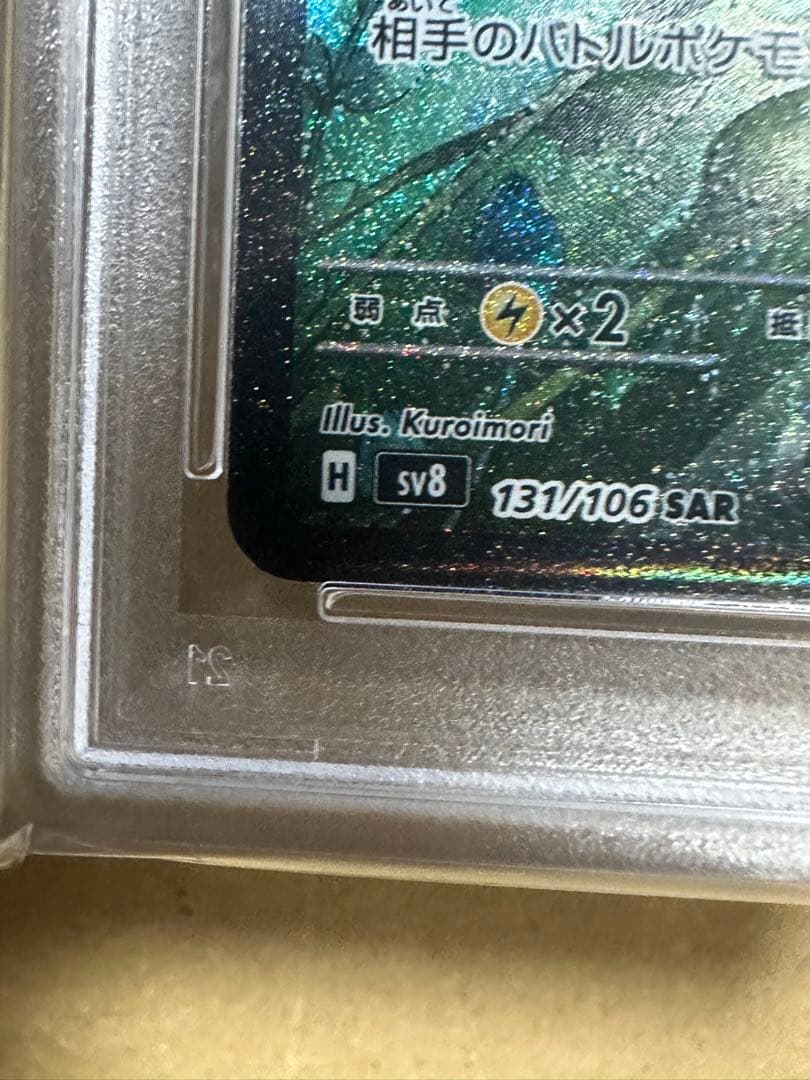 あいて
相手のバトルポケモ
弱点 ×2 抵
Illus. Kuroimori
H sv8 131/106 SAR
21